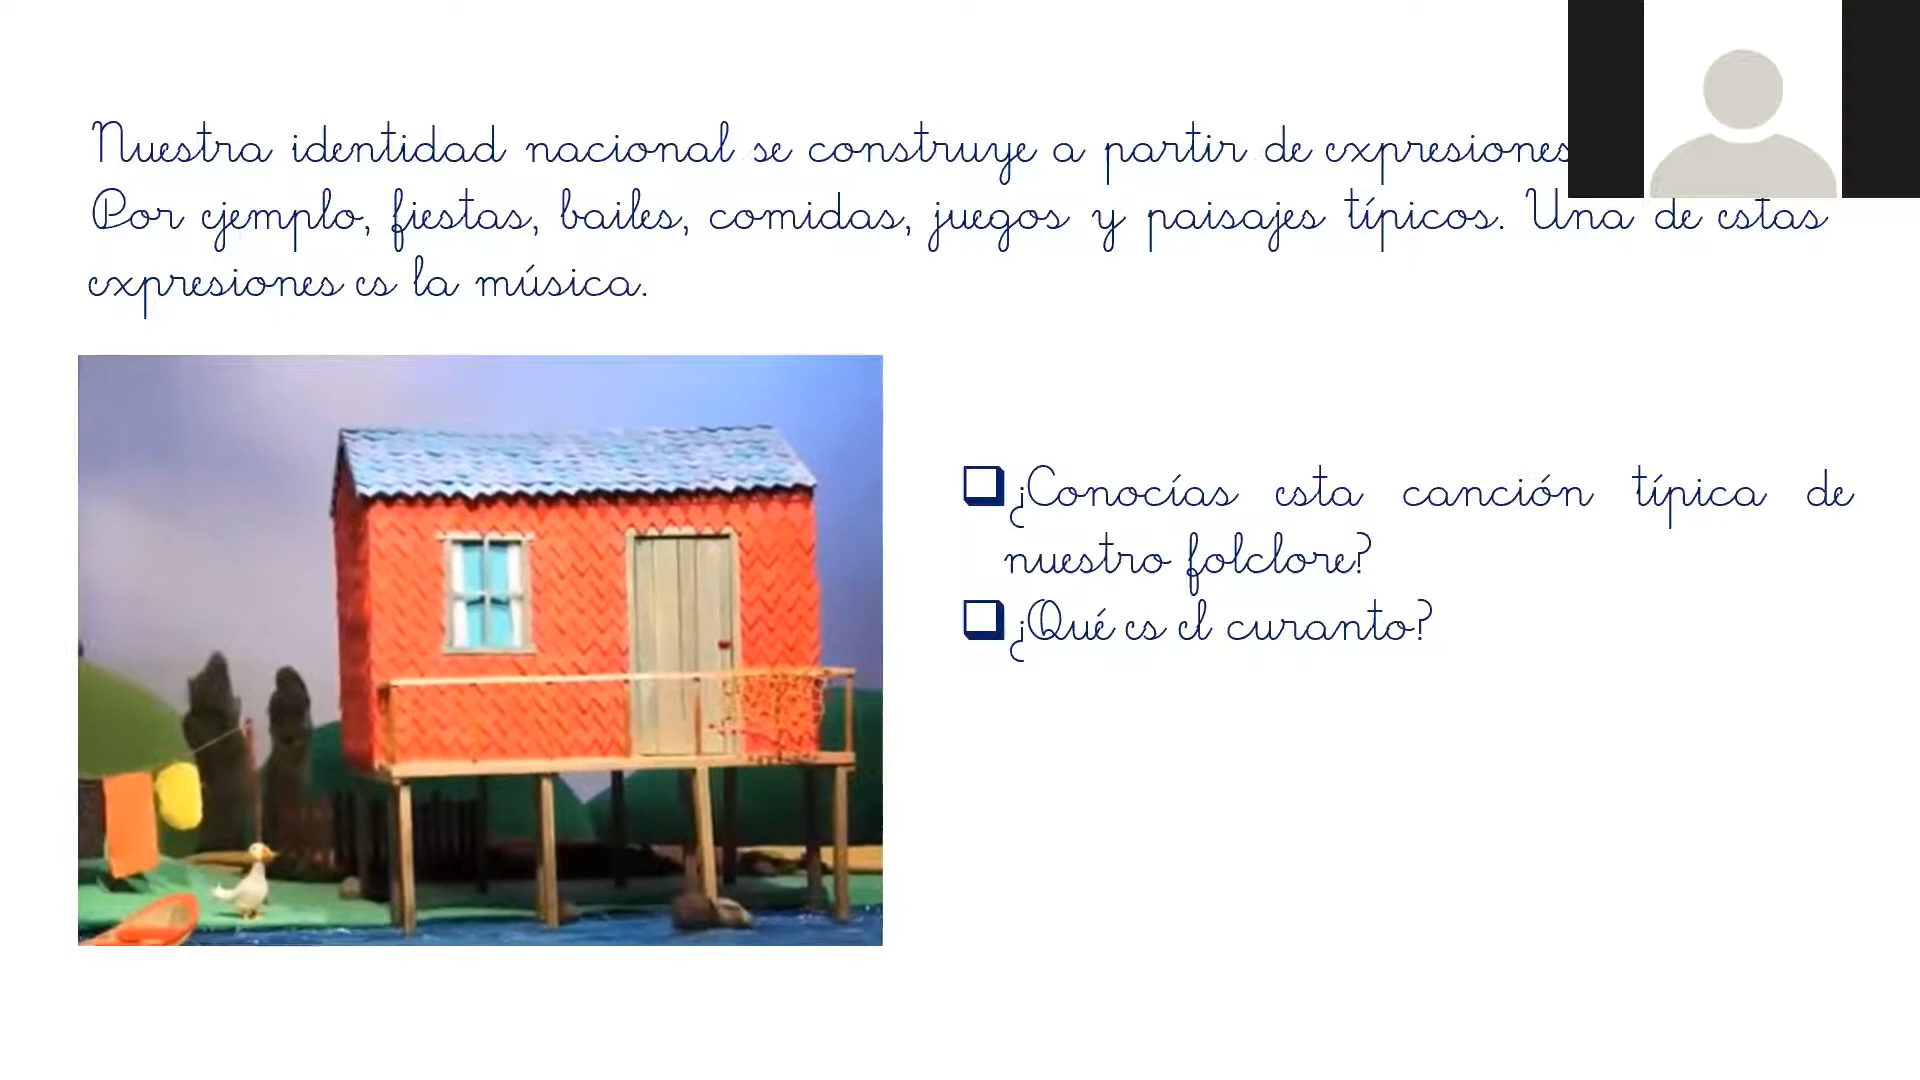 Nuestra identidad nacional se construye a partir de expresiones
Por ejemplo, fiestas, bailes, comidas, juegos y paisajes típicos. Una de estas
expresiones es la música.
¿Conocías esta canción típica de
nuestro folclore?
¿Qué es el curanto?